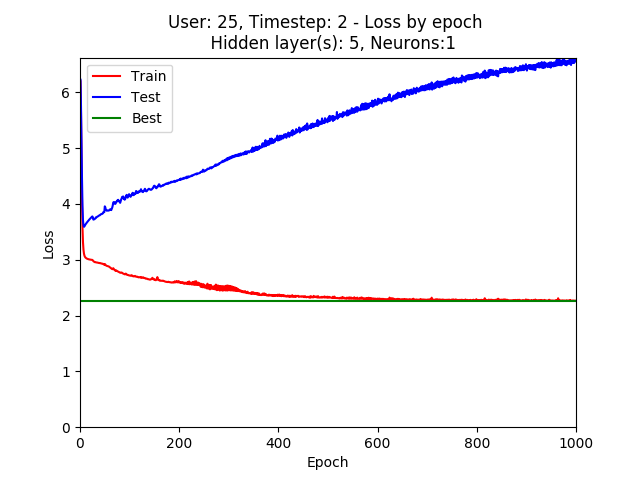 User: 25, Timestep: 2 - Loss by epoch
Hidden layer(s): 5, Neurons:1
Train
Test
Best
6
5
4
3
2
1
0
Loss
0 200 400 600 800 1000
Epoch